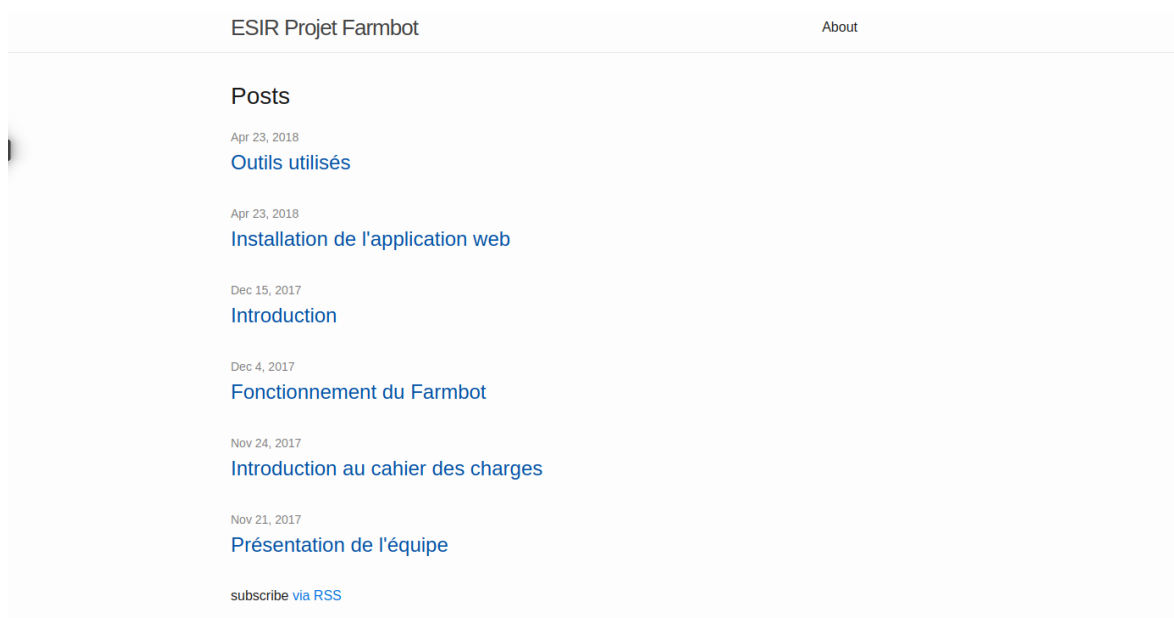 ESIR Projet Farmbot
About
Posts
Apr 23, 2018
Outils utilisés
Apr 23, 2018
Installation de l'application web
Dec 15, 2017
Introduction
Dec 4, 2017
Fonctionnement du Farmbot
Nov 24, 2017
Introduction au cahier des charges
Nov 21, 2017
Présentation de l'équipe
subscribe via RSS